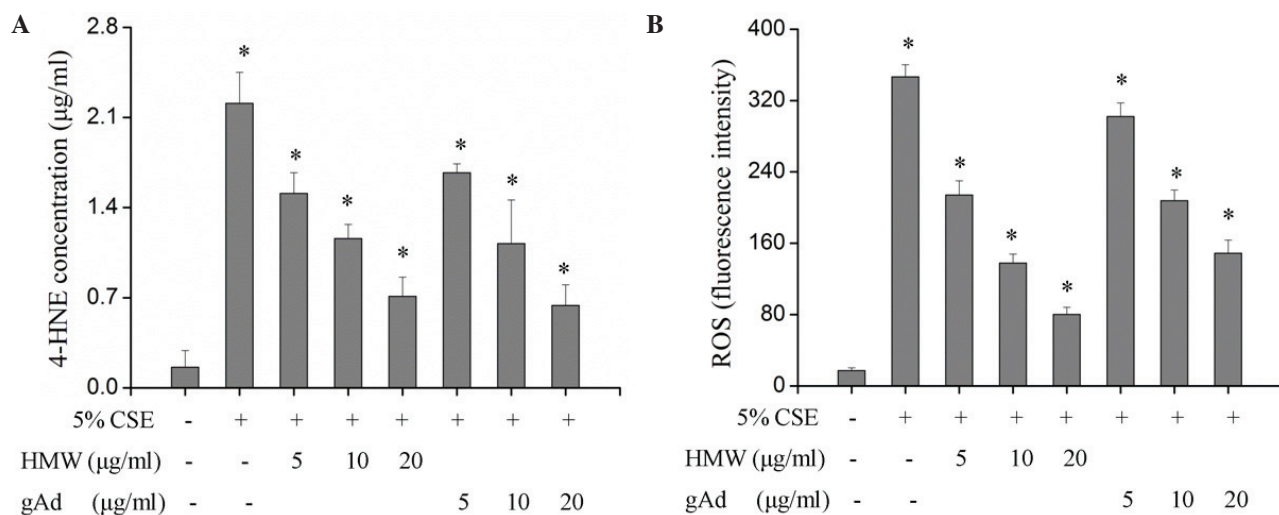 A
4-HNE concentration (μg/ml)
2.8
2.1
1.4
0.7
0.0
* * * * * * *
5% CSE - + + + + + + +
HMW (μg/ml) - - 5 10 20
gAd (μg/ml) - - 5 10 20
B
ROS (fluorescence intensity)
400
320
240
160
80
0
* * * * * * *
5% CSE - + + + + + + +
HMW (μg/ml) - - 5 10 20
gAd (μg/ml) - - 5 10 20